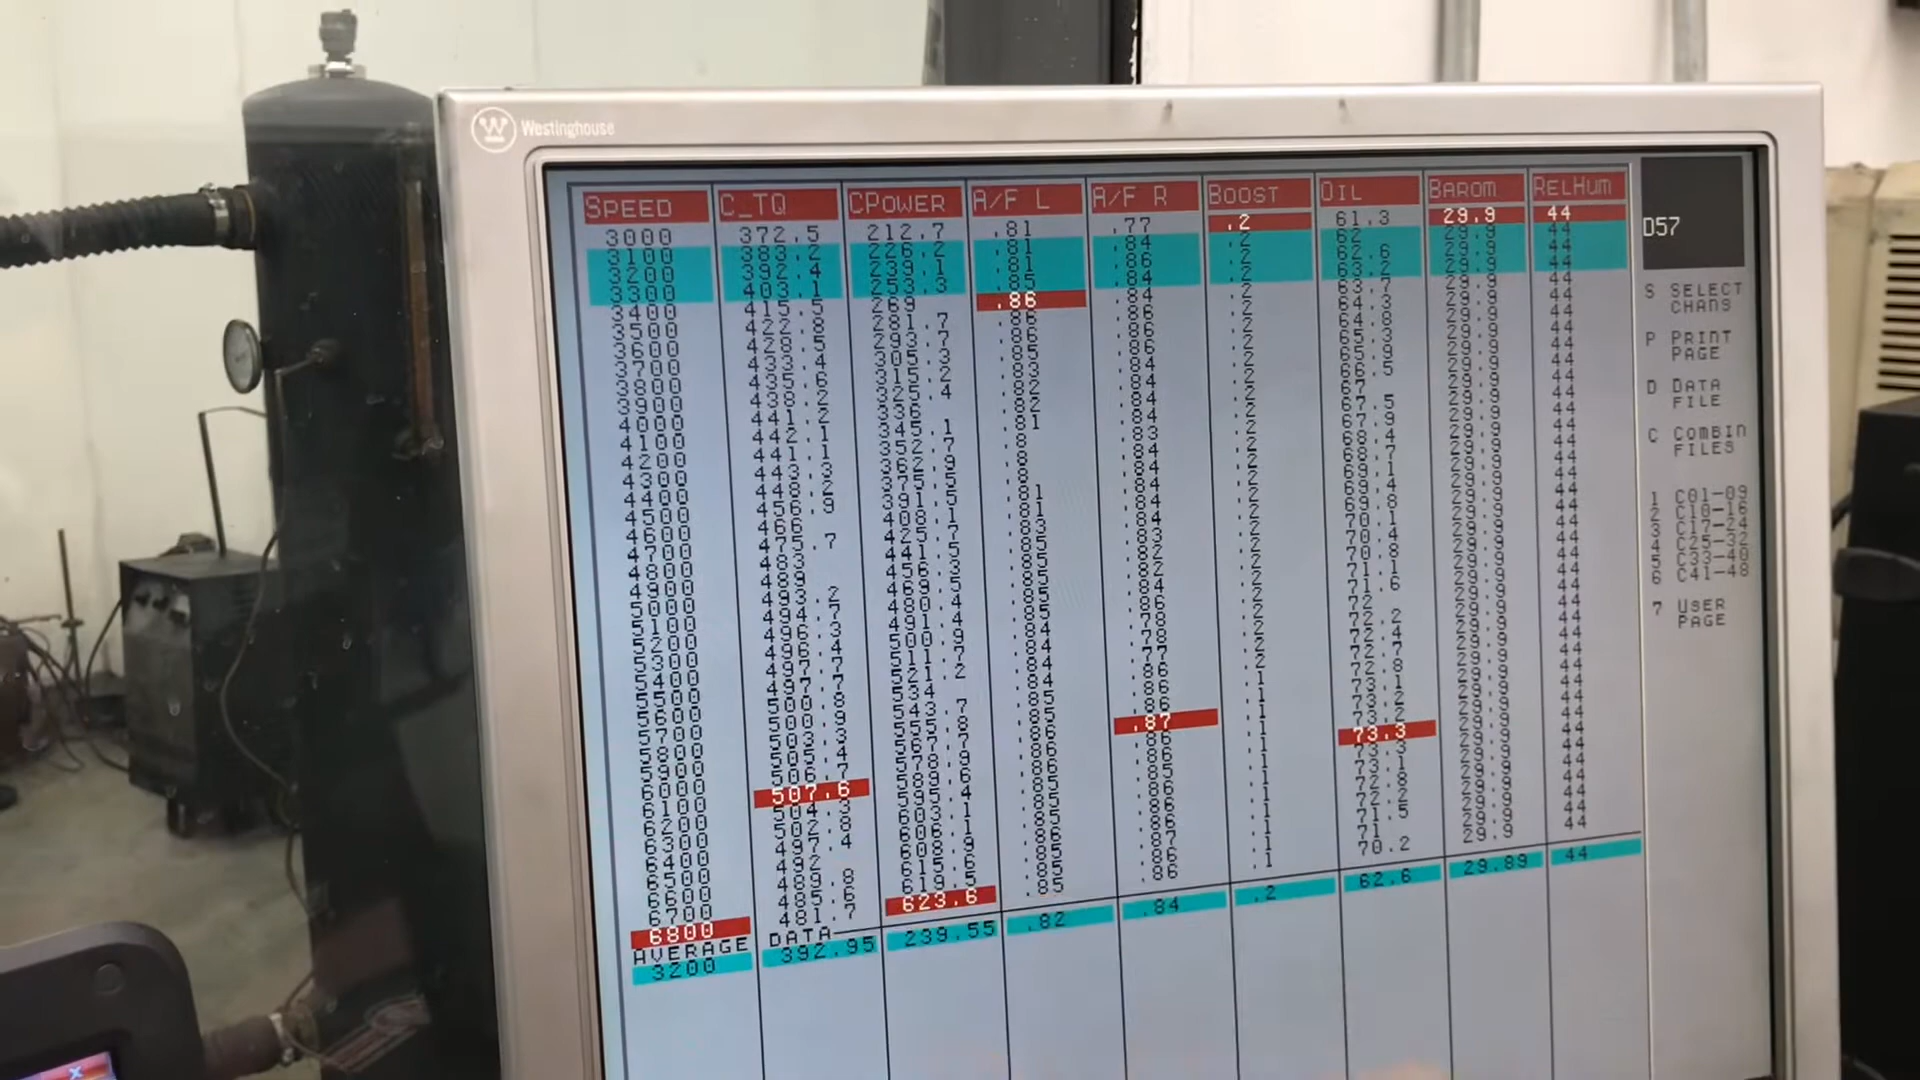 Westinghouse
SPEED C_TQ CPOWER A/F L A/F R BOOST OIL BAROM RELHUM
3000 372.5 212.7 .81 .77 .2 61.3 29.9 44
3100 383.2 226.2 .81 .84 .2 62 29.9 44
3200 392.4 239.1 .81 .86 .2 62.6 29.9 44
3300 403.1 253.3 .85 .84 .2 63.2 29.9 44
3400 415.5 269 .86 .84 .2 63.7 29.9 44
3500 422.8 281.7 .86 .86 .2 64.3 29.9 44
3600 428.5 293.7 .86 .86 .2 64.8 29.9 44
3700 433.4 305.3 .85 .86 .2 65.3 29.9 44
3800 435.6 315.2 .83 .84 .2 65.9 29.9 44
3900 438.2 325.4 .82 .84 .2 66.5 29.9 44
4000 441.2 336 .82 .84 .2 67 29.9 44
4100 442.1 345.1 .81 .84 .2 67.5 29.9 44
4200 441.1 352.7 .8 .83 .2 67.9 29.9 44
4300 443.3 362.9 .8 .84 .2 68.4 29.9 44
4400 448.2 375.5 .8 .84 .2 68.7 29.9 44
4500 456.9 391.5 .81 .84 .2 69.1 29.9 44
4600 466 408.1 .81 .84 .2 69.4 29.9 44
4700 475.7 425.7 .83 .84 .2 69.8 29.9 44
4800 483 441.5 .85 .83 .2 70.1 29.9 44
4900 489 456.3 .85 .82 .2 70.4 29.9 44
5000 493.2 469.5 .85 .82 .2 70.8 29.9 44
5100 494.7 480.4 .85 .84 .2 71.1 29.9 44
5200 496.3 491.4 .85 .86 .2 71.6 29.9 44
5300 496.4 500.9 .84 .78 .2 72 29.9 44
5400 497.7 511.7 .84 .78 .2 72.2 29.9 44
5500 497.7 521.2 .84 .77 .2 72.4 29.9 44
5600 500.8 534 .84 .86 .2 72.7 29.9 44
5700 500.9 543.7 .85 .86 .1 72.8 29.9 44
5800 503.3 555.8 .85 .86 .1 73.1 29.9 44
5900 505.4 567.8 .85 .87 .1 73.2 29.9 44
6000 506.7 578.9 .86 .86 .1 73.2 29.9 44
6100 507.6 589.6 .86 .86 .1 73.3 29.9 44
6200 504.3 595.4 .86 .85 .1 73.3 29.9 44
6300 502.8 603.1 .85 .85 .1 73.1 29.9 44
6400 497.4 606.1 .85 .86 .1 72.8 29.9 44
6500 492 608.9 .86 .86 .1 72.2 29.9 44
6600 489.8 615.6 .85 .87 .1 71.5 29.9 44
6700 485.6 619.5 .85 .86 .1 71 29.9 44
6800 481.7 623.6 .85 .86 .1 70.2 29.9 44
AVERAGE DATA
3200 392.95 239.55 .82 .84 .2 62.6 29.89 44
D57
S SELECT
CHANS
P PRINT
PAGE
D DATA
FILE
C COMBIN
FILES
1 C01-09
2 C10-16
3 C17-24
4 C25-32
5 C33-40
6 C41-48
7 USER
PAGE